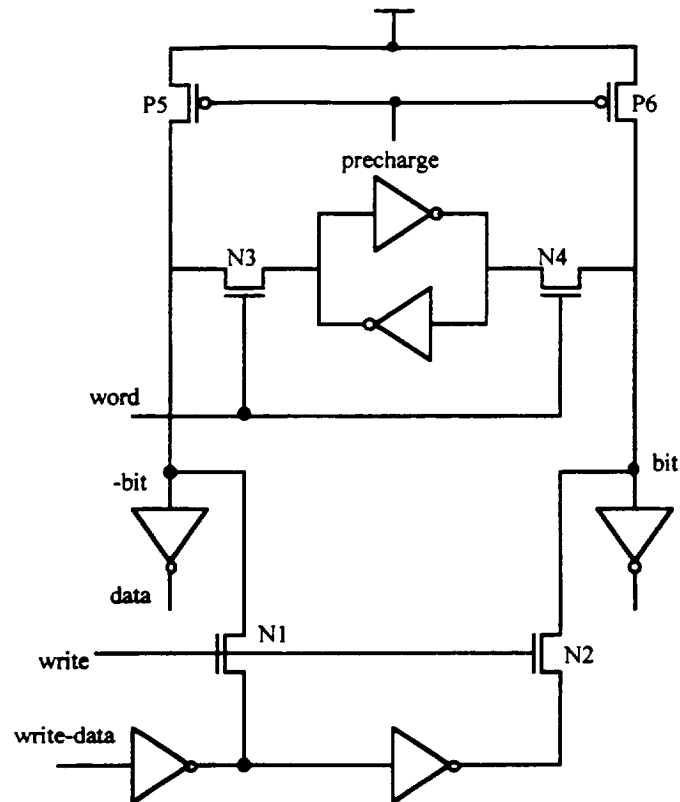 P5
P6
precharge
N3
N4
word
-bit
bit
data
N1
write
N2
write-data